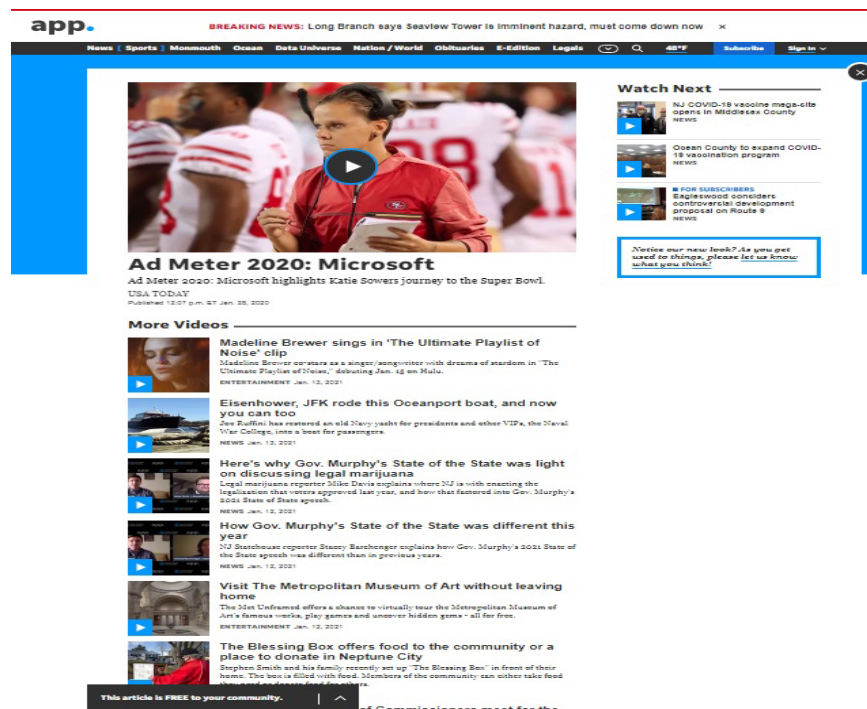 app.
BREAKING NEWS: Long Branch says Seaview Tower is imminent hazard, must come down now ×
News [ Sports ] Monmouth Ocean Data Universe Nation / World Obituaries E-Edition Legals 48°F Subscribe Sign In
Ad Meter 2020: Microsoft
Ad Meter 2020: Microsoft highlights Katie Sowers journey to the Super Bowl.
USA TODAY
Published 12:07 p.m. ET Jan. 28, 2020
More Videos
Madeline Brewer sings in 'The Ultimate Playlist of
Noise' clip
Madeline Brewer co-stars as a singer/songwriter with dreams of stardom in "The
Ultimate Playlist of Noise," debuting Jan. 15 on Hulu.
ENTERTAINMENT Jan. 13, 2021
Eisenhower, JFK rode this Oceanport boat, and now
you can too
Joe Ruffini has restored an old Navy yacht for presidents and other VIPs, the Naval
War College, into a boat for passengers.
NEWS Jan. 13, 2021
Here's why Gov. Murphy's State of the State was light
on discussing legal marijuana
Legal marijuana reporter Mike Davis explains where NJ is with enacting the
legalization that voters approved last year, and how that factored into Gov. Murphy's
2021 State of State speech.
NEWS Jan. 12, 2021
How Gov. Murphy's State of the State was different this
year
NJ Statehouse reporter Stacey Barchenger explains how Gov. Murphy's 2021 State of
the State speech was different than in previous years.
NEWS Jan. 12, 2021
Visit The Metropolitan Museum of Art without leaving
home
The Met Unframed offers a chance to virtually tour the Metropolitan Museum of
Art's famous works, play games and uncover hidden gems - all for free.
ENTERTAINMENT Jan. 12, 2021
The Blessing Box offers food to the community or a
place to donate in Neptune City
Stephen Smith and his family recently set up "The Blessing Box" in front of their
home. The box is filled with food. Members of the community can either take food
they need or donate food for others.
This article is FREE to your community.
of Commissioners meet for the
Watch Next
NJ COVID-19 vaccine mega-site
opens in Middlesex County
NEWS
Ocean County to expand COVID-
19 vaccination program
NEWS
FOR SUBSCRIBERS
Eagleswood considers
controversial development
proposal on Route 9
NEWS
Notice our new look? As you get
used to things, please let us know
what you think!